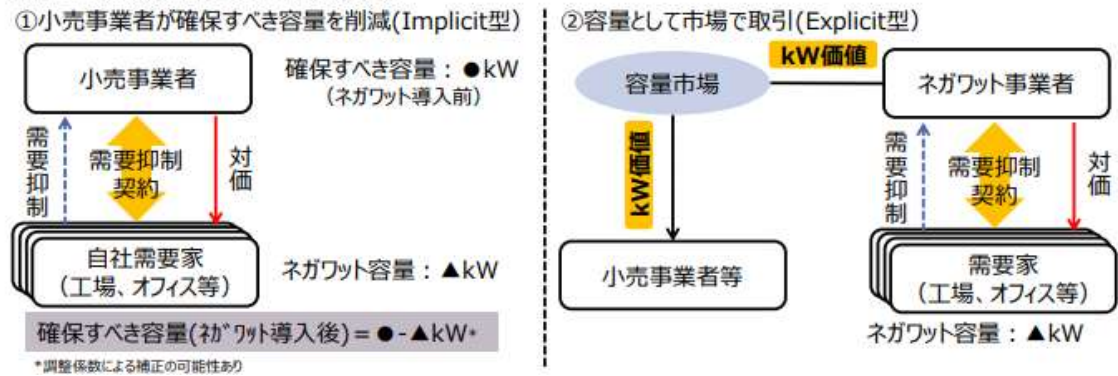 ①小売事業者が確保すべき容量を削減(Implicit型)
小売事業者
確保すべき容量：●kW
(ネガワット導入前)
需要抑制
需要抑制
契約
対価
自社需要家
(工場、オフィス等)
ネガワット容量：▲kW
確保すべき容量(ﾈｶﾞﾜｯﾄ導入後)＝●-▲kW*
*調整係数による補正の可能性あり
②容量として市場で取引(Explicit型)
kW価値
容量市場
ネガワット事業者
kW価値
需要抑制
需要抑制
契約
対価
小売事業者等
需要家
(工場、オフィス等)
ネガワット容量：▲kW